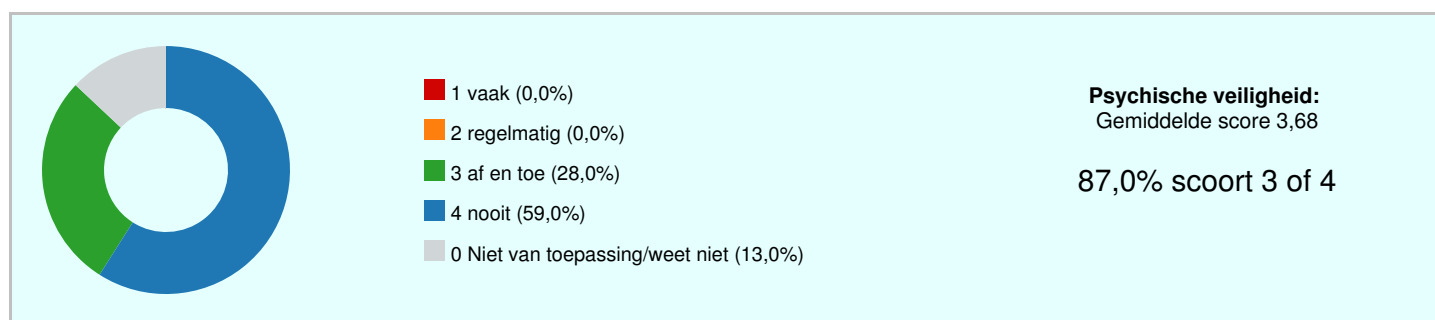 1 vaak (0,0%)
2 regelmatig (0,0%)
3 af en toe (28,0%)
4 nooit (59,0%)
0 Niet van toepassing/weet niet (13,0%)
Psychische veiligheid:
Gemiddelde score 3,68
87,0% scoort 3 of 4